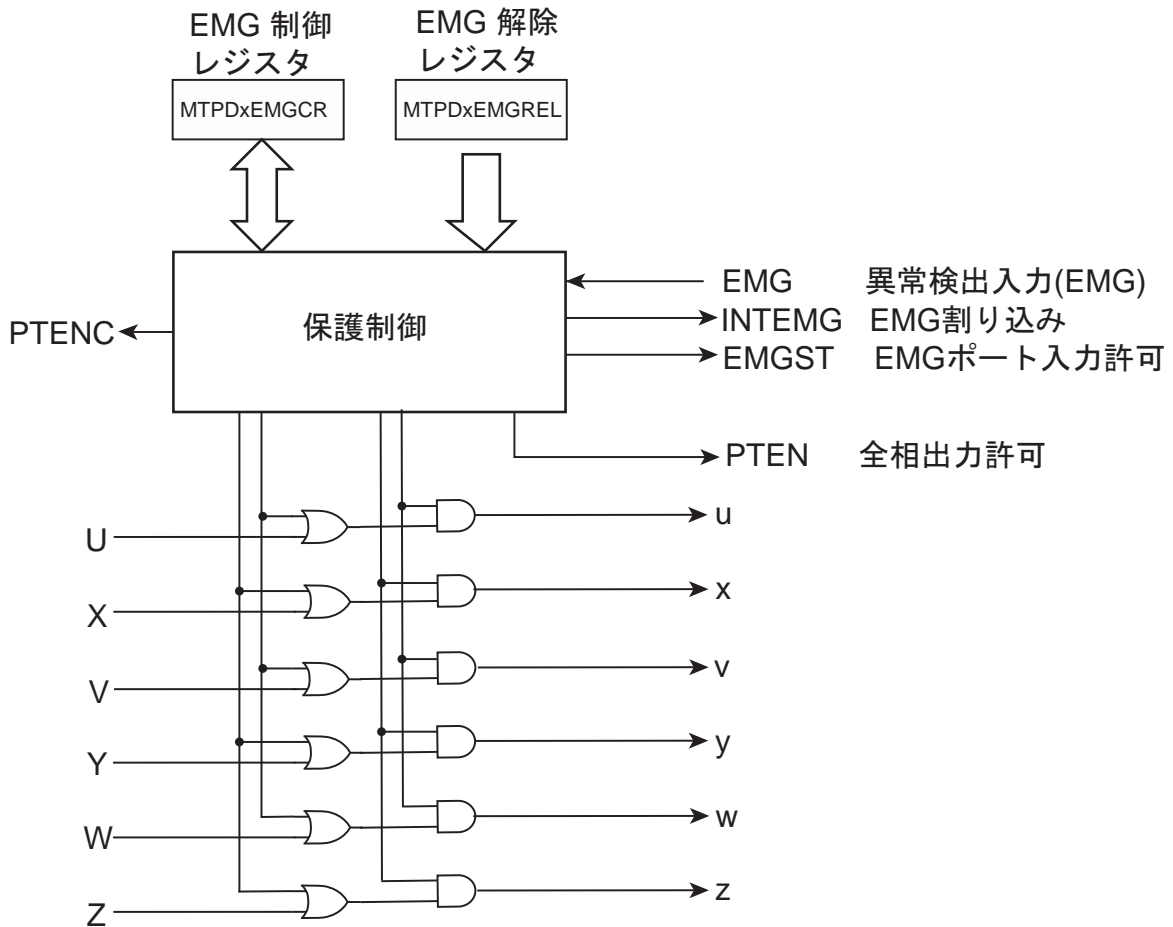 EMG 制御
レジスタ
EMG 解除
レジスタ
MTPDxEMGCR
MTPDxEMGREL
保護制御
PTENC
EMG 異常検出入力(EMG)
INTEMG EMG割り込み
EMGST EMGポート入力許可
PTEN 全相出力許可
U
u
X
x
V
v
Y
y
W
w
Z
z